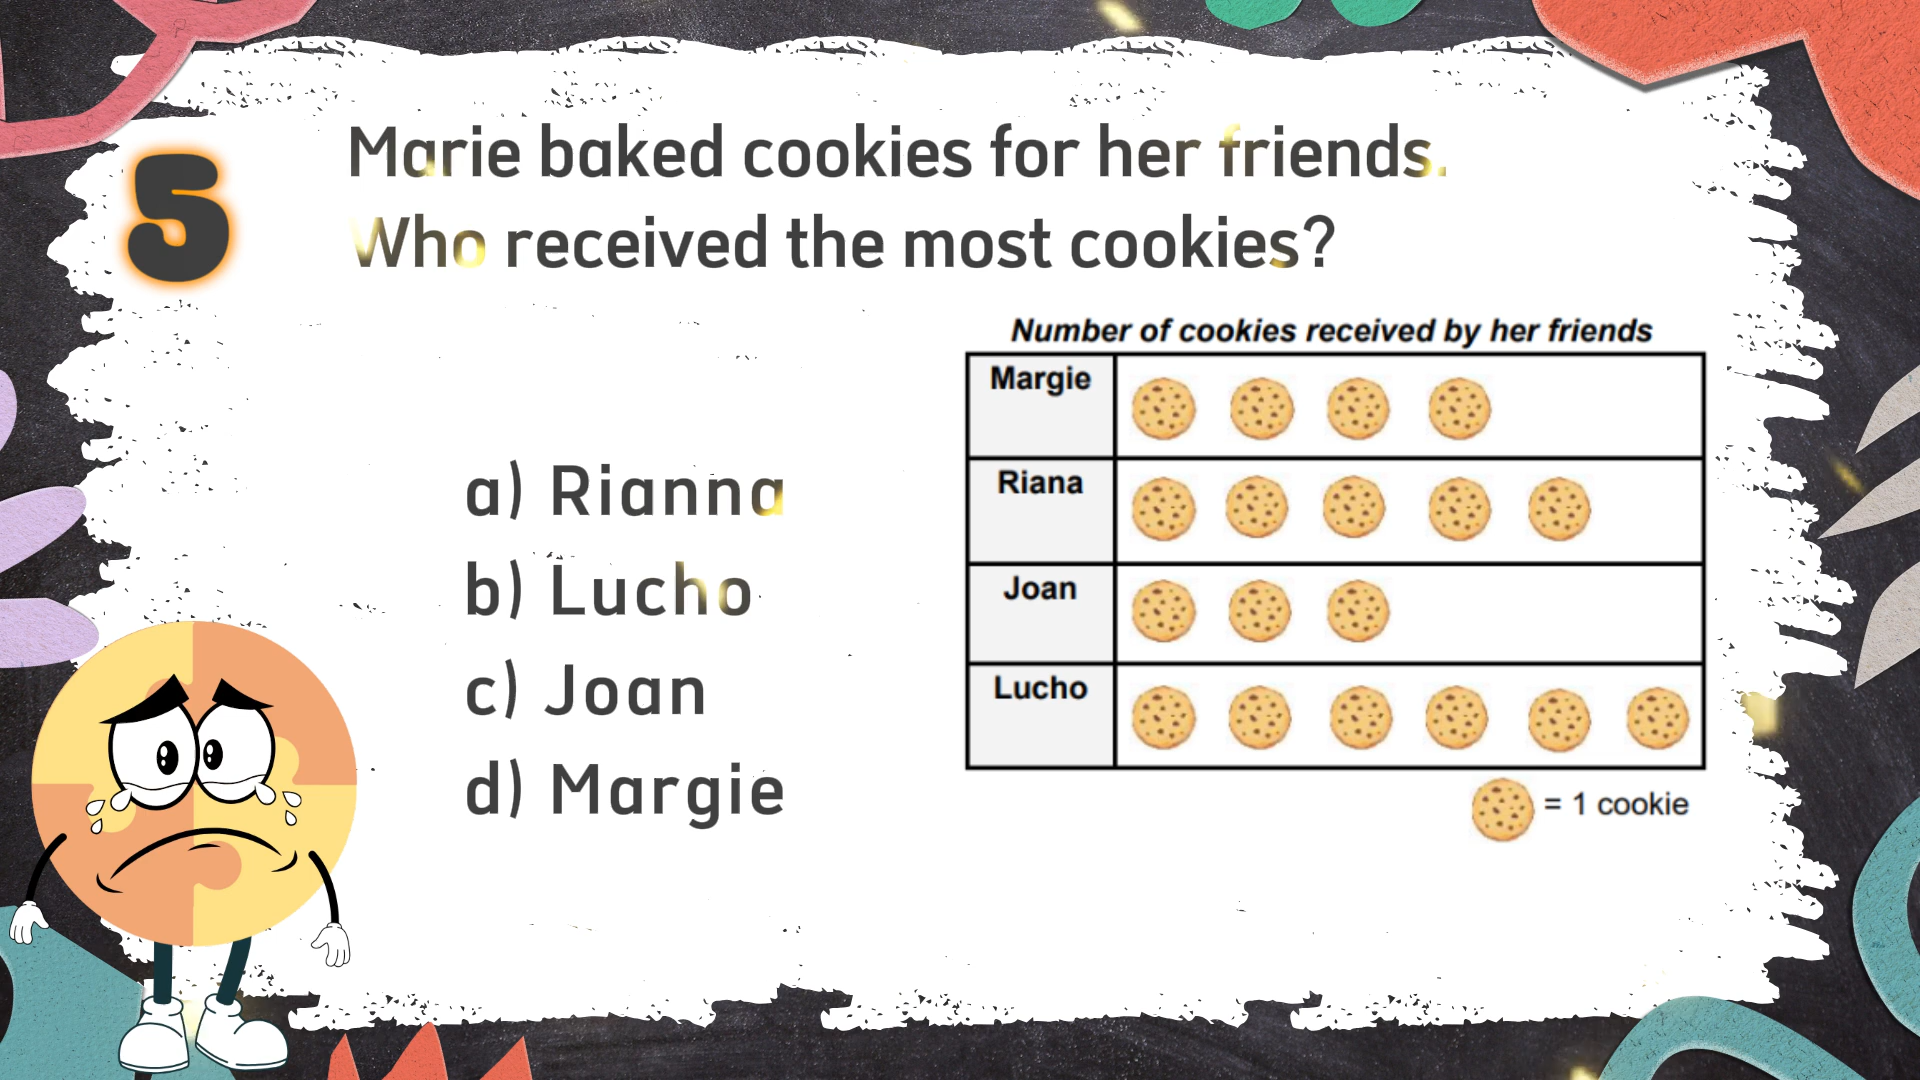 5
Marie baked cookies for her friends.
Who received the most cookies?
a) Rianna
b) Lucho
c) Joan
d) Margie
Number of cookies received by her friends
Margie
Riana
Joan
Lucho
= 1 cookie